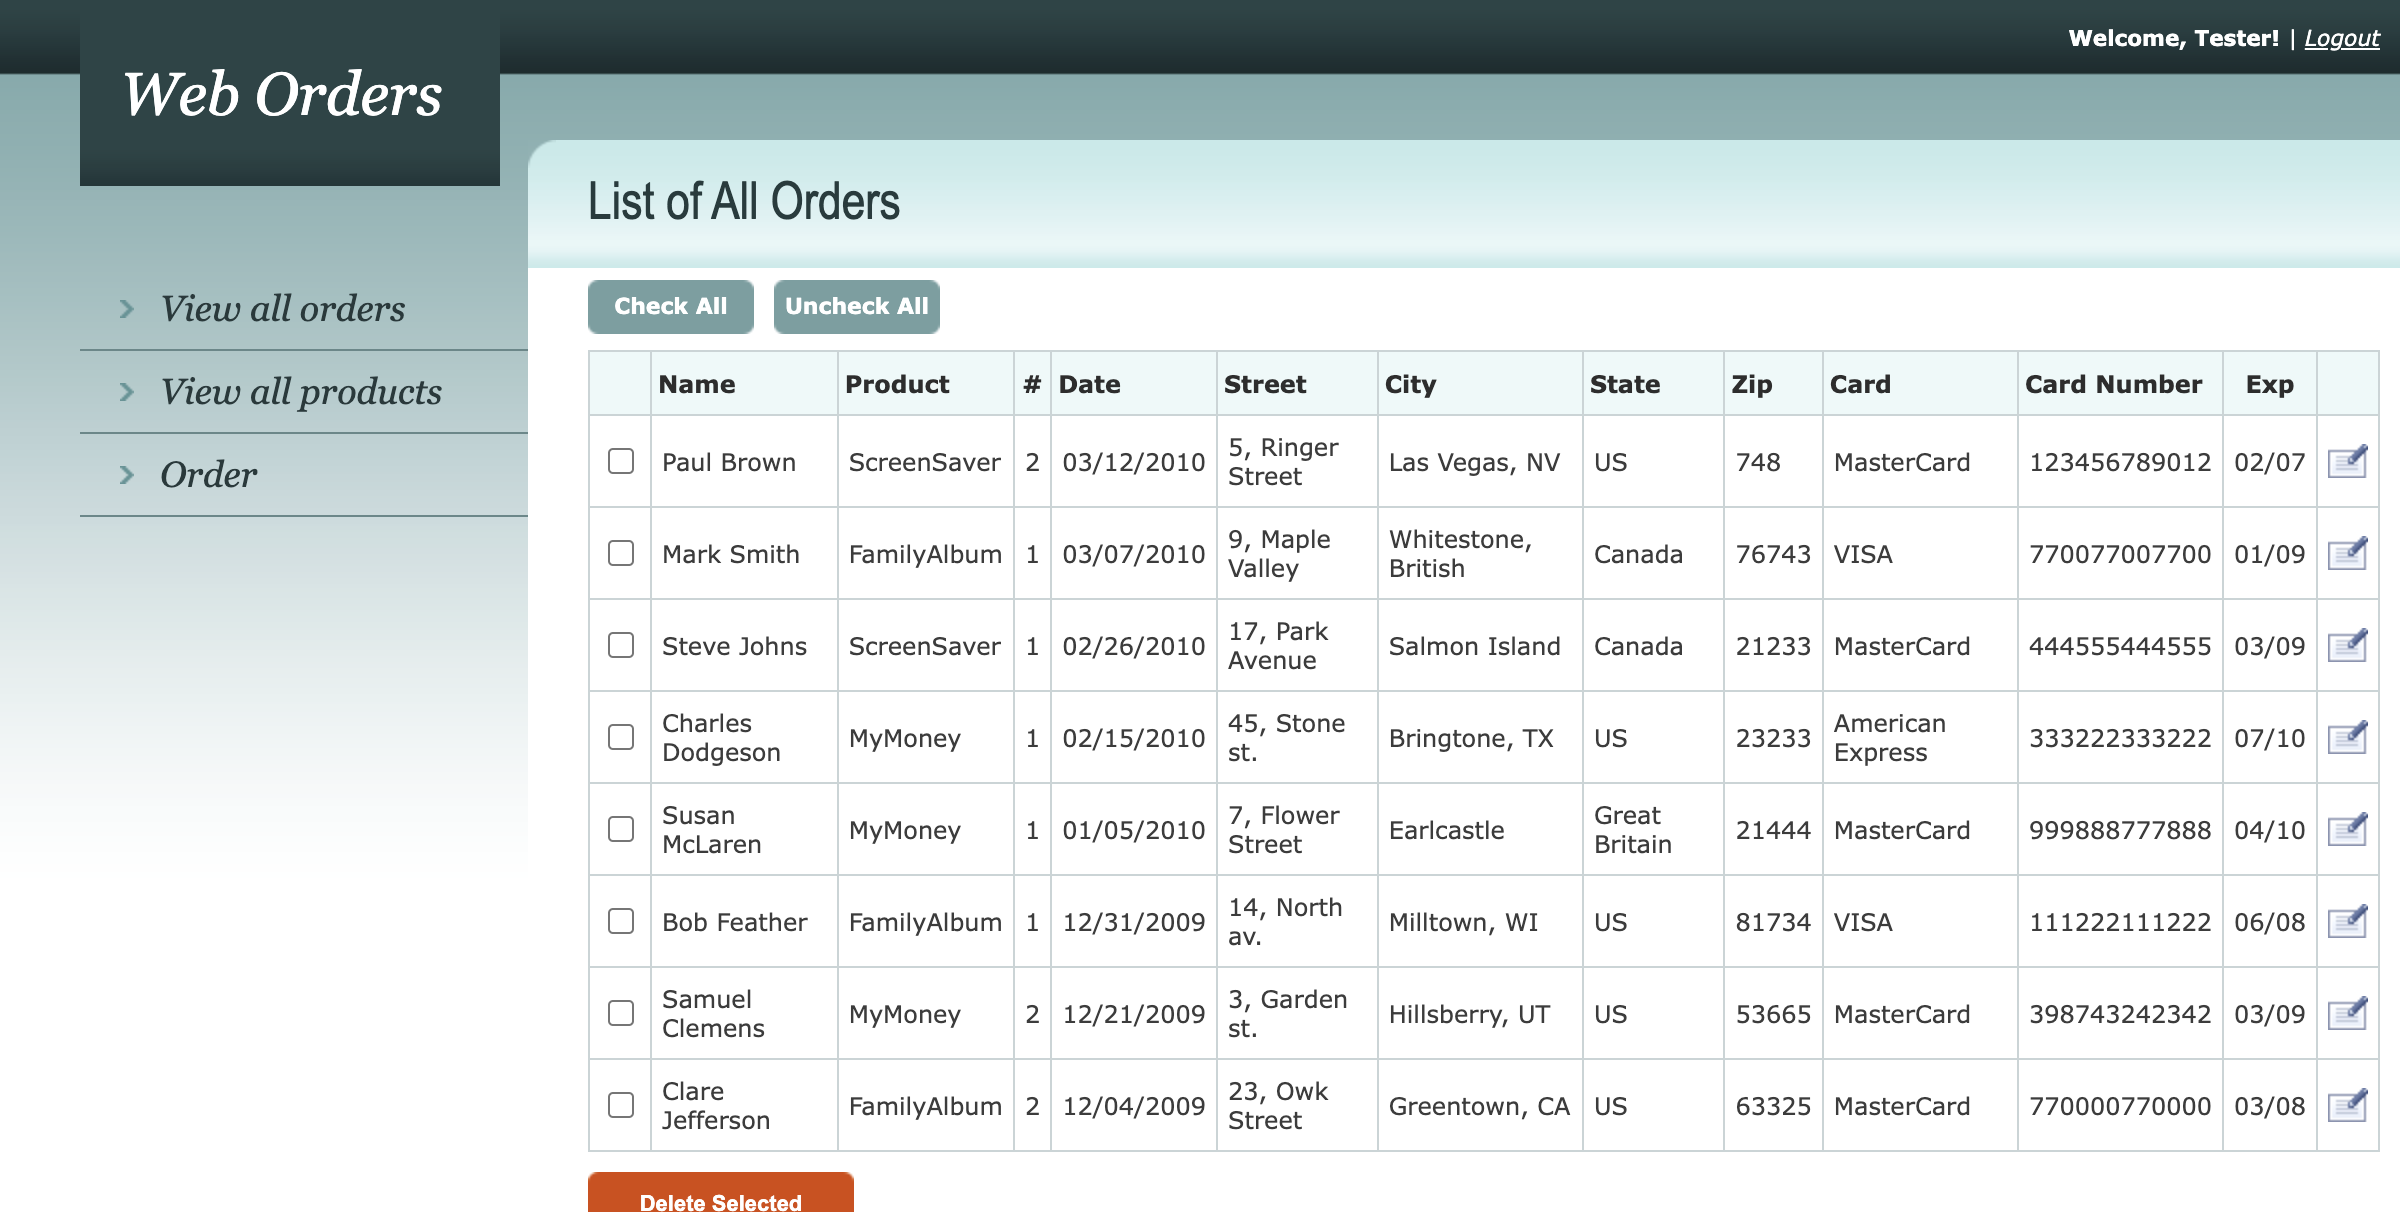 Welcome, Tester! | Logout
Web Orders
List of All Orders
View all orders
View all products
Order
Check All Uncheck All
Name Product # Date Street City State Zip Card Card Number Exp
Paul Brown ScreenSaver 2 03/12/2010 5, Ringer Street Las Vegas, NV US 748 MasterCard 123456789012 02/07
Mark Smith FamilyAlbum 1 03/07/2010 9, Maple Valley Whitestone, British Canada 76743 VISA 770077007700 01/09
Steve Johns ScreenSaver 1 02/26/2010 17, Park Avenue Salmon Island Canada 21233 MasterCard 444555444555 03/09
Charles Dodgeson MyMoney 1 02/15/2010 45, Stone st. Bringtone, TX US 23233 American Express 333222333222 07/10
Susan McLaren MyMoney 1 01/05/2010 7, Flower Street Earlcastle Great Britain 21444 MasterCard 999888777888 04/10
Bob Feather FamilyAlbum 1 12/31/2009 14, North av. Milltown, WI US 81734 VISA 111222111222 06/08
Samuel Clemens MyMoney 2 12/21/2009 3, Garden st. Hillsberry, UT US 53665 MasterCard 398743242342 03/09
Clare Jefferson FamilyAlbum 2 12/04/2009 23, Owk Street Greentown, CA US 63325 MasterCard 770000770000 03/08
Delete Selected